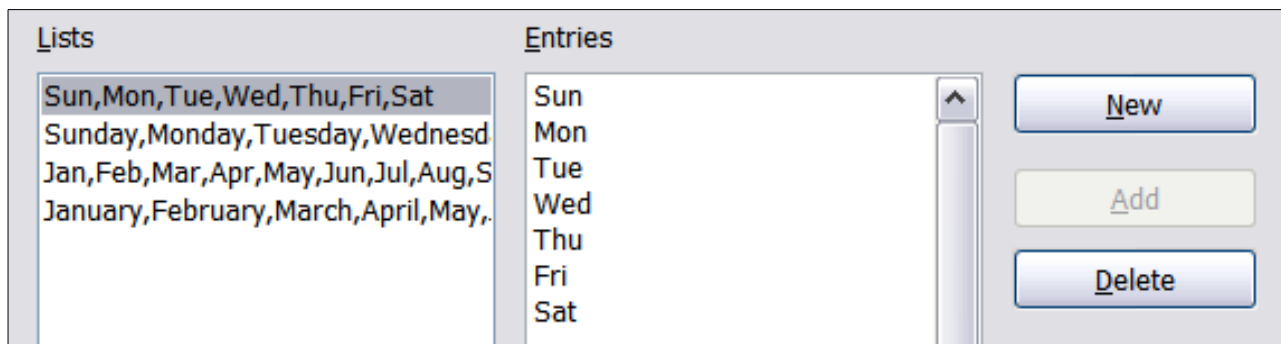 Lists
Sun,Mon,Tue,Wed,Thu,Fri,Sat
Sunday,Monday,Tuesday,Wednesd
Jan,Feb,Mar,Apr,May,Jun,Jul,Aug,S
January,February,March,April,May,.
Entries
Sun
Mon
Tue
Wed
Thu
Fri
Sat
New
Add
Delete